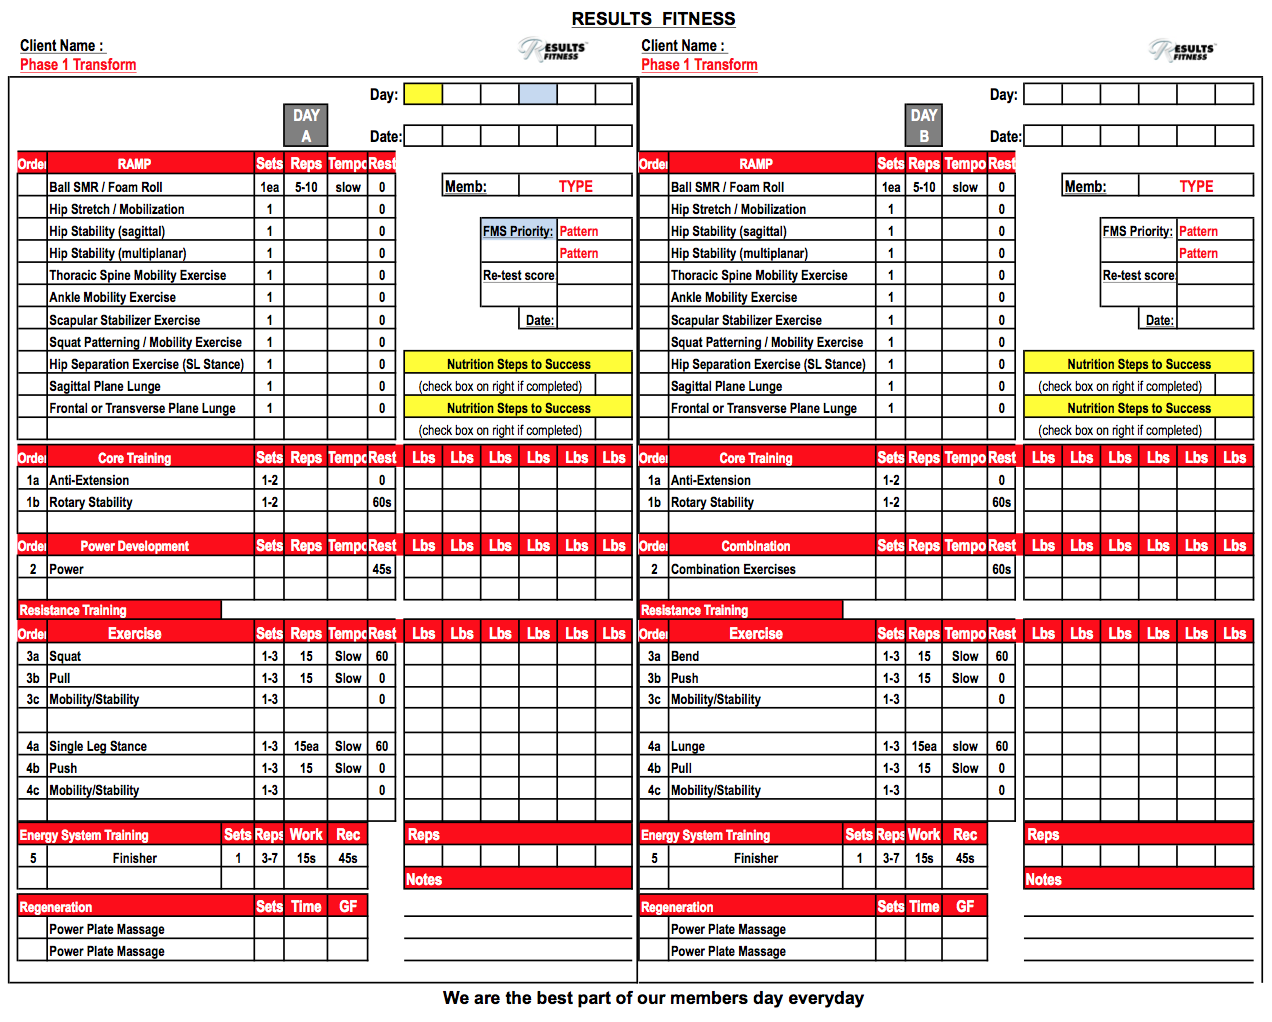 RESULTS FITNESS
Client Name :
Phase 1 Transform
RESULTS
FITNESS
Day:
DAY
A
Date:
Order RAMP Sets Reps Tempo Rest
Ball SMR / Foam Roll 1ea 5-10 slow 0
Hip Stretch / Mobilization 1 0
Hip Stability (sagittal) 1 0
Hip Stability (multiplanar) 1 0
Thoracic Spine Mobility Exercise 1 0
Ankle Mobility Exercise 1 0
Scapular Stabilizer Exercise 1 0
Squat Patterning / Mobility Exercise 1 0
Hip Separation Exercise (SL Stance) 1 0
Sagittal Plane Lunge 1 0
Frontal or Transverse Plane Lunge 1 0
Memb: TYPE
FMS Priority: Pattern
Pattern
Re-test score
Date:
Nutrition Steps to Success
(check box on right if completed)
Nutrition Steps to Success
(check box on right if completed)
Order Core Training Sets Reps Tempo Rest Lbs Lbs Lbs Lbs Lbs Lbs
1a Anti-Extension 1-2 0
1b Rotary Stability 1-2 60s
Order Power Development Sets Reps Tempo Rest Lbs Lbs Lbs Lbs Lbs Lbs
2 Power 45s
Resistance Training
Order Exercise Sets Reps Tempo Rest Lbs Lbs Lbs Lbs Lbs Lbs
3a Squat 1-3 15 Slow 60
3b Pull 1-3 15 Slow 0
3c Mobility/Stability 1-3 0
4a Single Leg Stance 1-3 15ea Slow 60
4b Push 1-3 15 Slow 0
4c Mobility/Stability 1-3 0
Energy System Training Sets Reps Work Rec Reps
5 Finisher 1 3-7 15s 45s
Notes
Regeneration Sets Time GF
Power Plate Massage
Power Plate Massage
Client Name :
Phase 1 Transform
RESULTS
FITNESS
Day:
DAY
B
Date:
Order RAMP Sets Reps Tempo Rest
Ball SMR / Foam Roll 1ea 5-10 slow 0
Hip Stretch / Mobilization 1 0
Hip Stability (sagittal) 1 0
Hip Stability (multiplanar) 1 0
Thoracic Spine Mobility Exercise 1 0
Ankle Mobility Exercise 1 0
Scapular Stabilizer Exercise 1 0
Squat Patterning / Mobility Exercise 1 0
Hip Separation Exercise (SL Stance) 1 0
Sagittal Plane Lunge 1 0
Frontal or Transverse Plane Lunge 1 0
Memb: TYPE
FMS Priority: Pattern
Pattern
Re-test score
Date:
Nutrition Steps to Success
(check box on right if completed)
Nutrition Steps to Success
(check box on right if completed)
Order Core Training Sets Reps Tempo Rest Lbs Lbs Lbs Lbs Lbs Lbs
1a Anti-Extension 1-2 0
1b Rotary Stability 1-2 60s
Order Combination Sets Reps Tempo Rest Lbs Lbs Lbs Lbs Lbs Lbs
2 Combination Exercises 60s
Resistance Training
Order Exercise Sets Reps Tempo Rest Lbs Lbs Lbs Lbs Lbs Lbs
3a Bend 1-3 15 Slow 60
3b Push 1-3 15 Slow 0
3c Mobility/Stability 1-3 0
4a Lunge 1-3 15ea slow 60
4b Pull 1-3 15 Slow 0
4c Mobility/Stability 1-3 0
Energy System Training Sets Reps Work Rec Reps
5 Finisher 1 3-7 15s 45s
Notes
Regeneration Sets Time GF
Power Plate Massage
Power Plate Massage
We are the best part of our members day everyday